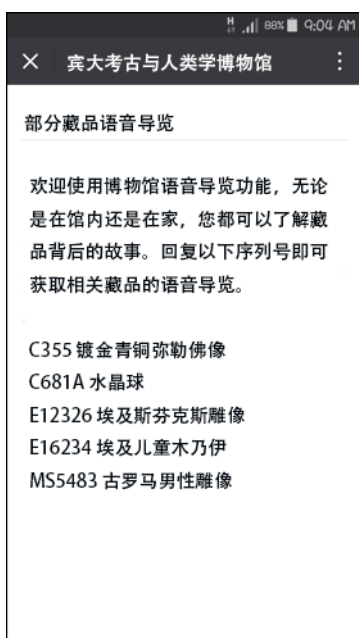 H 88% 9:04 AM
宾大考古与人类学博物馆
部分藏品语音导览
欢迎使用博物馆语音导览功能，无论
是在馆内还是在家，您都可以了解藏
品背后的故事。回复以下序列号即可
获取相关藏品的语音导览。
C355 镀金青铜弥勒佛像
C681A 水晶球
E12326 埃及斯芬克斯雕像
E16234 埃及儿童木乃伊
MS5483 古罗马男性雕像